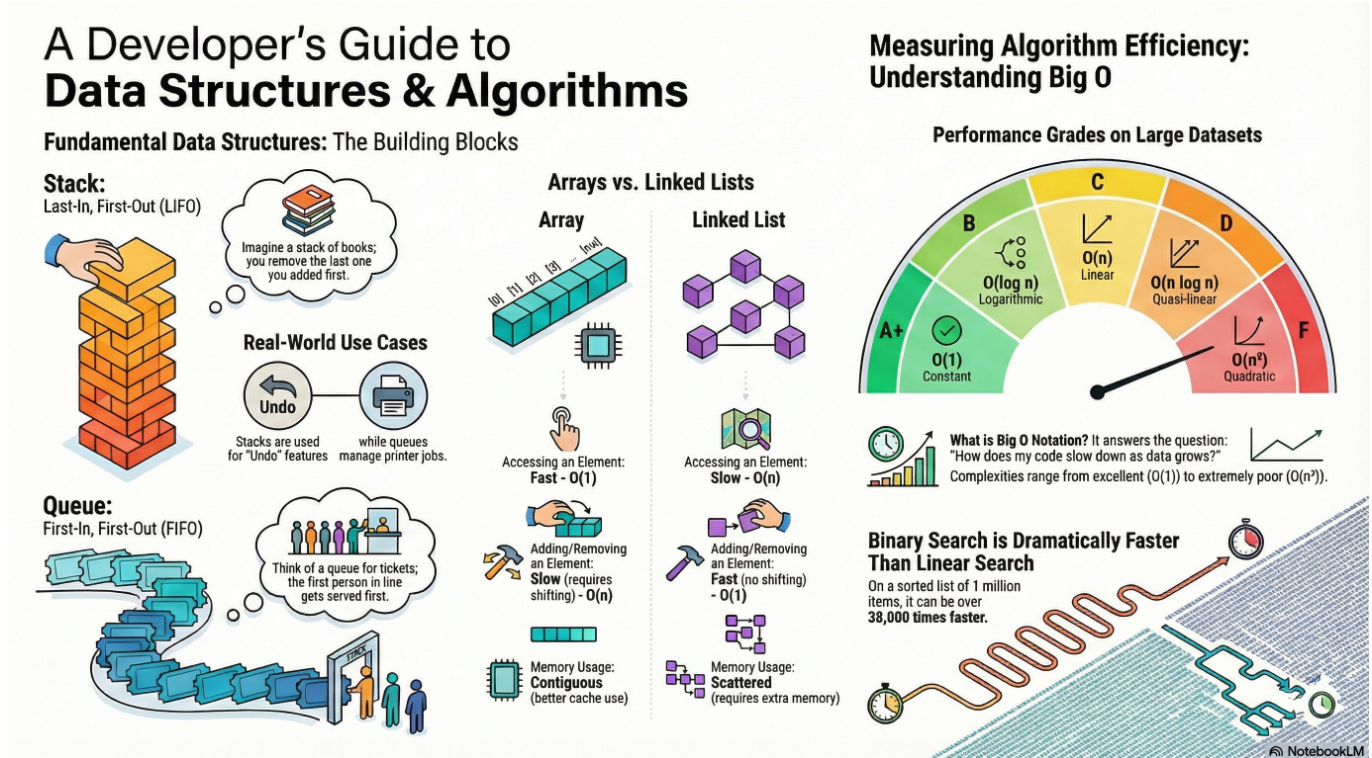 A Developer's Guide to
Data Structures & Algorithms
Fundamental Data Structures: The Building Blocks
Stack:
Last-In, First-Out (LIFO)
Imagine a stack of books;
you remove the last one
you added first.
Real-World Use Cases
Undo
Stacks are used
for "Undo" features
while queues
manage printer jobs.
Queue:
First-In, First-Out (FIFO)
Think of a queue for tickets;
the first person in line
gets served first.
STACK
Arrays vs. Linked Lists
Array
[0] [1] [2] [3] ...
Accessing an Element:
Fast - O(1)
Adding/Removing
an Element:
Slow (requires
shifting) - O(n)
Memory Usage:
Contiguous
(better cache use)
Linked List
Accessing an Element:
Slow - O(n)
Adding/Removing
an Element:
Fast (no shifting)
- O(1)
Memory Usage:
Scattered
(requires extra memory)
Measuring Algorithm Efficiency:
Understanding Big O
Performance Grades on Large Datasets
A+
O(1)
Constant
B
O(log n)
Logarithmic
C
O(n)
Linear
D
O(n log n)
Quasi-linear
F
O(n²)
Quadratic
What is Big O Notation? It answers the question:
"How does my code slow down as data grows?"
Complexities range from excellent (O(1)) to extremely poor (O(n²)).
Binary Search is Dramatically Faster
Than Linear Search
On a sorted list of 1 million
items, it can be over
38,000 times faster.
NotebookLM